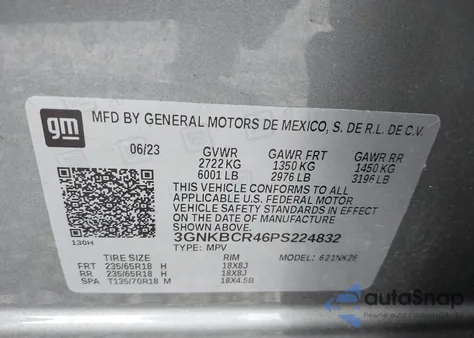 gm
MFD BY GENERAL MOTORS DE MEXICO, S. DE R.L. DE C.V.
06/23 GVWR GAWR FRT GAWR RR
2722 KG 1350 KG 1450 KG
6001 LB 2976 LB 3196 LB
THIS VEHICLE CONFORMS TO ALL
APPLICABLE U.S. FEDERAL MOTOR
VEHICLE SAFETY STANDARDS IN EFFECT
ON THE DATE OF MANUFACTURE
SHOWN ABOVE.
3GNKBCR46PS224832
130H TYPE: MPV MODEL: 621NK26
TIRE SIZE RIM
FRT 235/65R18 H 18X8J
RR 235/65R18 H 18X8J
SPA T135/70R18 M 18X4.5B
autoSnap